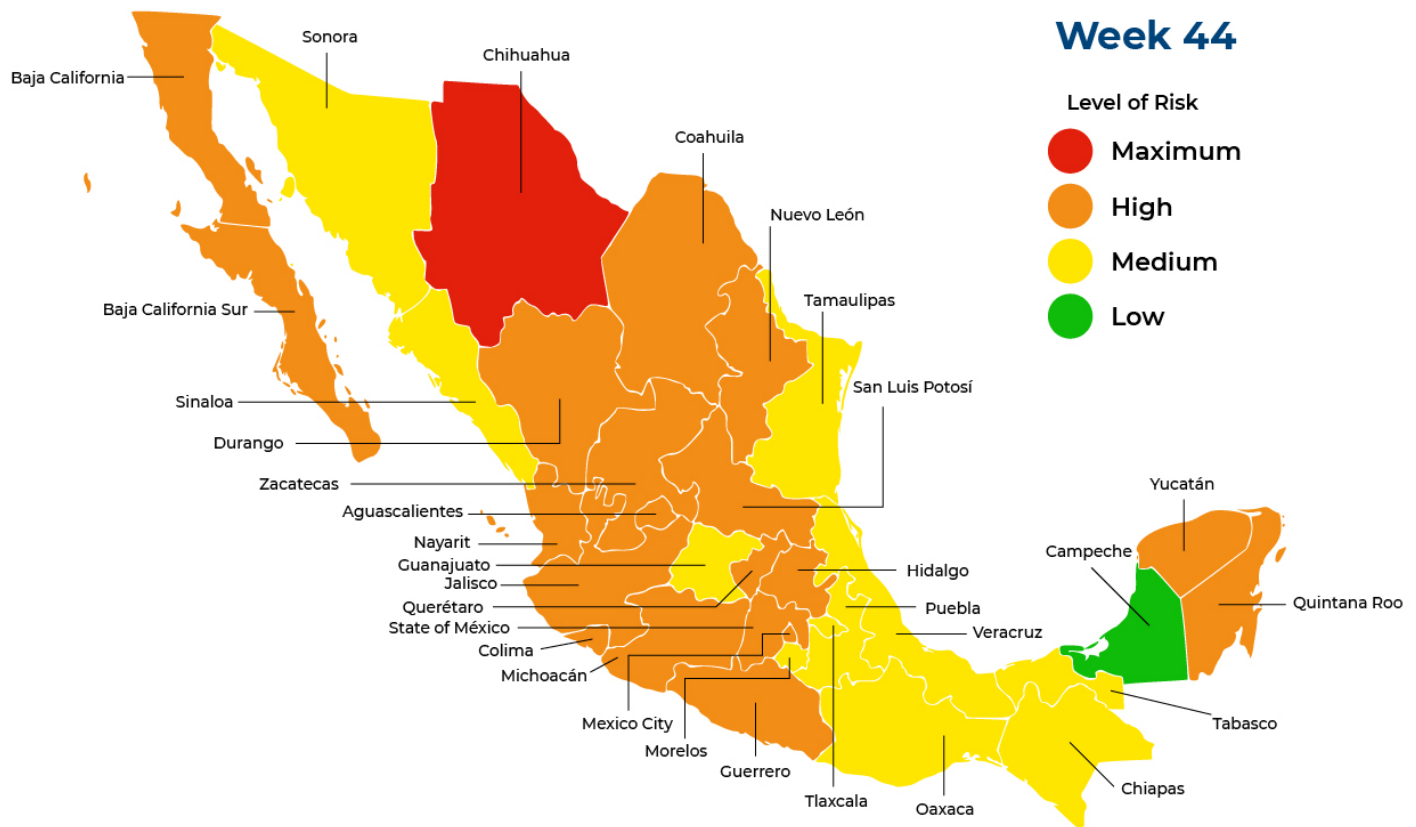 Week 44
Level of Risk
Maximum
High
Medium
Low
Sonora
Chihuahua
Baja California
Coahuila
Nuevo León
Baja California Sur
Tamaulipas
San Luis Potosí
Sinaloa
Durango
Zacatecas
Yucatán
Aguascalientes
Nayarit
Campeche
Guanajuato
Hidalgo
Jalisco
Querétaro
Puebla
Quintana Roo
State of México
Veracruz
Colima
Michoacán
Mexico City
Tabasco
Morelos
Guerrero
Tlaxcala
Oaxaca
Chiapas